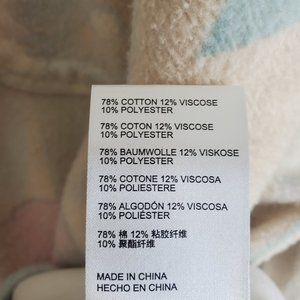 78% COTTON 12% VISCOSE
10% POLYESTER
78% COTON 12% VISCOSE
10% POLYESTER
78% BAUMWOLLE 12% VISKOSE
10% POLYESTER
78% COTONE 12% VISCOSA
10% POLIESTERE
78% ALGODÓN 12% VISCOSA
10% POLIÉSTER
78% 棉 12% 粘胶纤维
10% 聚酯纤维
MADE IN CHINA
HECHO EN CHINA